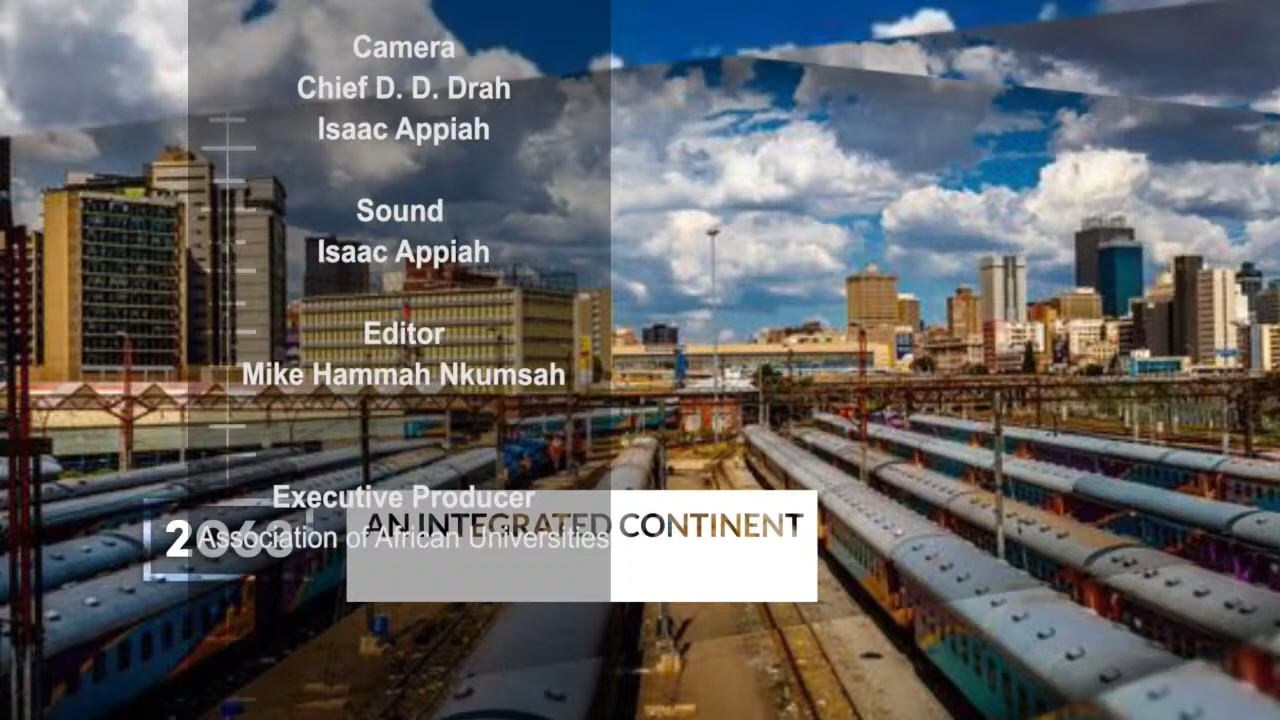 Camera
Chief D. D. Drah
Isaac Appiah
Sound
Isaac Appiah
Editor
Mike Hammah Nkumsah
Executive Producer
Association of African Universities
AN INTEGRATED CONTINENT